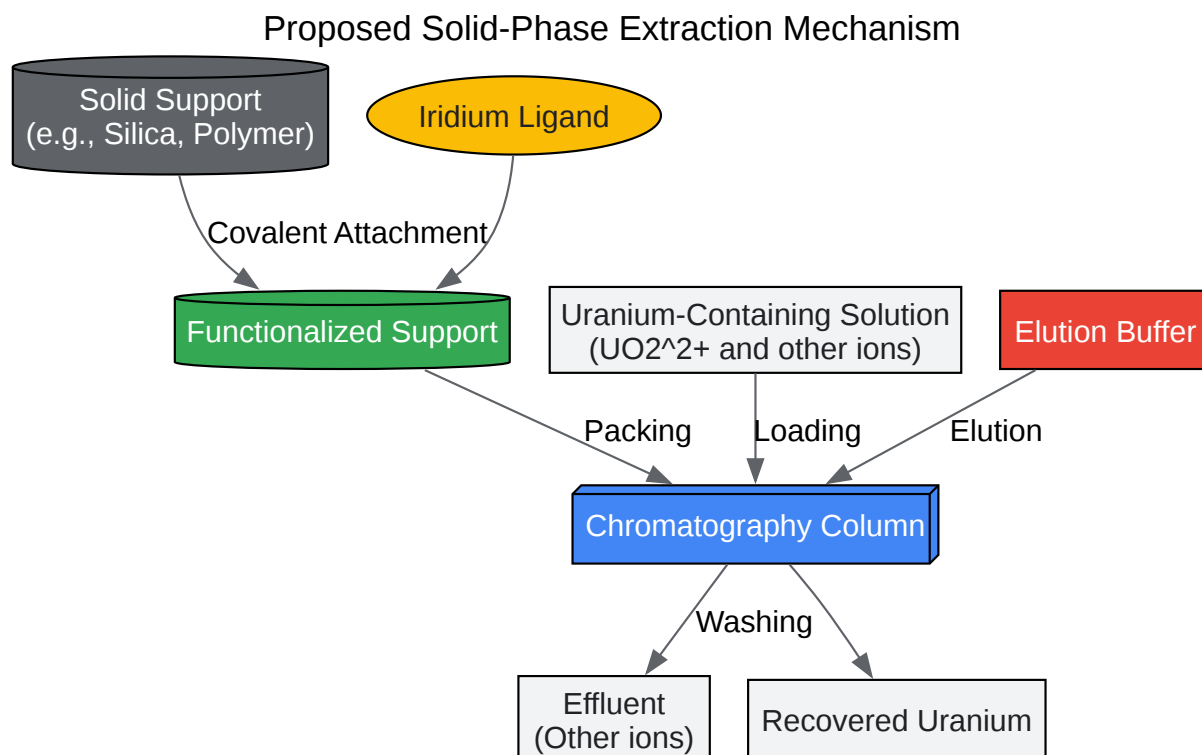 Proposed Solid-Phase Extraction Mechanism
Solid Support
(e.g., Silica, Polymer)
Iridium Ligand
Covalent Attachment
Functionalized Support
Uranium-Containing Solution
(UO2^2+ and other ions)
Elution Buffer
Packing
Loading
Elution
Chromatography Column
Washing
Effluent
(Other ions)
Recovered Uranium